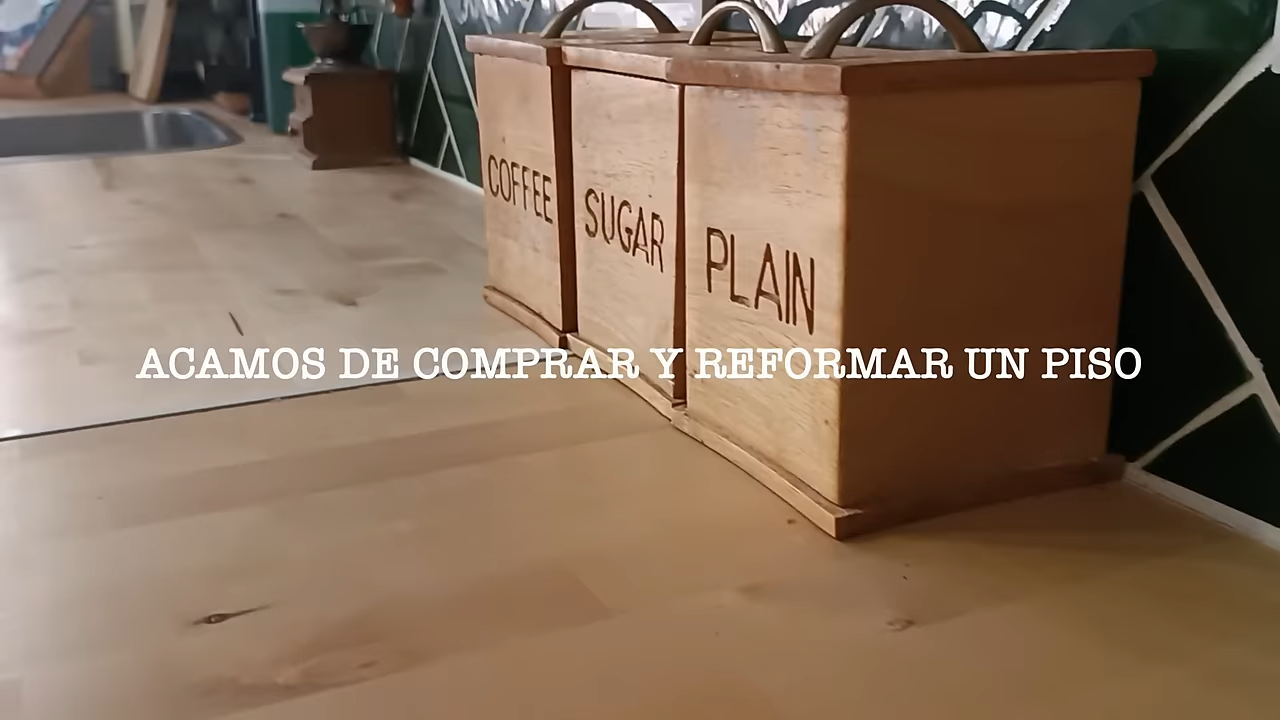 COFFEE
SUGAR
PLAIN
ACAMOS DE COMPRAR Y REFORMAR UN PISO